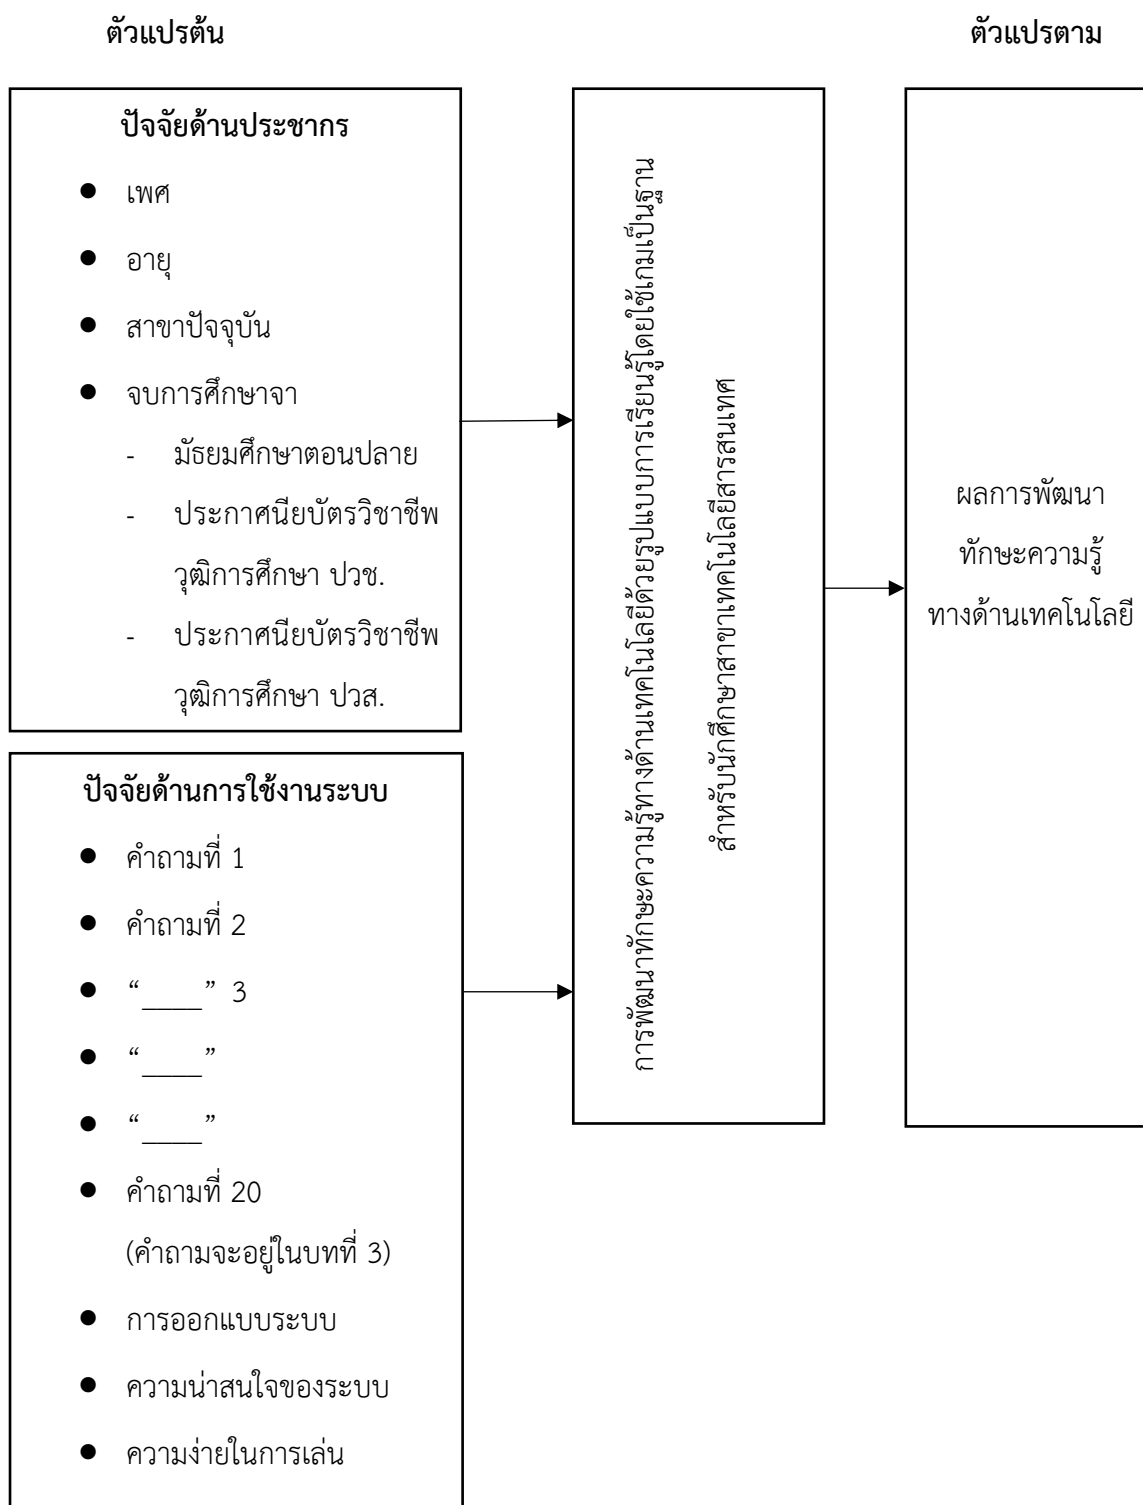 ตัวแปรต้น
ตัวแปรตาม
ปัจจัยด้านประชากร
● เพศ
● อายุ
● สาขาปัจจุบัน
● จบการศึกษาจา
- มัธยมศึกษาตอนปลาย
- ประกาศนียบัตรวิชาชีพ
วุฒิการศึกษา ปวช.
- ประกาศนียบัตรวิชาชีพ
วุฒิการศึกษา ปวส.
ปัจจัยด้านการใช้งานระบบ
● คำถามที่ 1
● คำถามที่ 2
● “____” 3
● “____”
● “____”
● คำถามที่ 20
(คำถามจะอยู่ในบทที่ 3)
● การออกแบบระบบ
● ความน่าสนใจของระบบ
● ความง่ายในการเล่น
การพัฒนาทักษะความรู้ทางด้านเทคโนโลยีด้วยรูปแบบการเรียนรู้โดยใช้เกมเป็นฐาน
สำหรับนักศึกษาสาขาเทคโนโลยีสารสนเทศ
ผลการพัฒนา
ทักษะความรู้
ทางด้านเทคโนโลยี